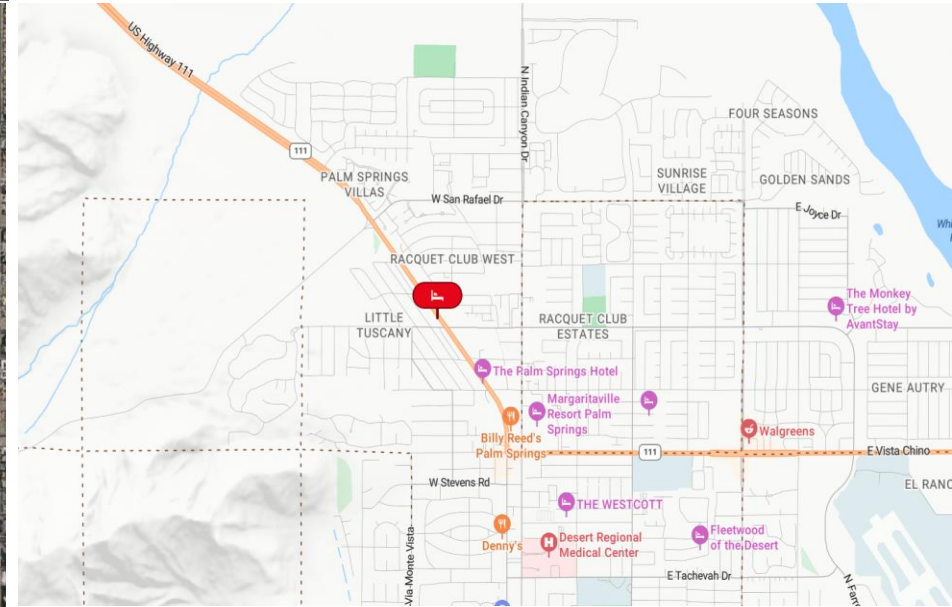 US Highway 111
N Indian Canyon Dr
FOUR SEASONS
111
PALM SPRINGS
VILLAS
SUNRISE
VILLAGE
GOLDEN SANDS
W San Rafael Dr
E Joyce Dr
Whi
RACQUET CLUB WEST
The Monkey
Tree Hotel by
AvantStay
LITTLE
TUSCANY
RACQUET CLUB
ESTATES
The Palm Springs Hotel
GENE AUTRY
Margaritaville
Resort Palm
Springs
Billy Reed's
Palm Springs
Walgreens
111
E Vista Chino
W Stevens Rd
EL RANC
THE WESTCOTT
Denny's
Desert Regional
Medical Center
Fleetwood
of the Desert
Via Monte Vista
E Tachevah Dr
N Farr
H